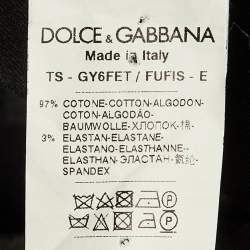 DOLCE & GABBANA
Made in Italy
TS - GY6FET / FUFIS - E
97% COTONE-COTTON-ALGODON-
COTON-ALGODÃO-
BAUMWOLLE-ХЛОПОК-棉-
3% ELASTAN-ELASTANE-
ELASTANO-ELASTHANNE-
ELASTHAN-ЭЛАСТАН-氨纶-
SPANDEX